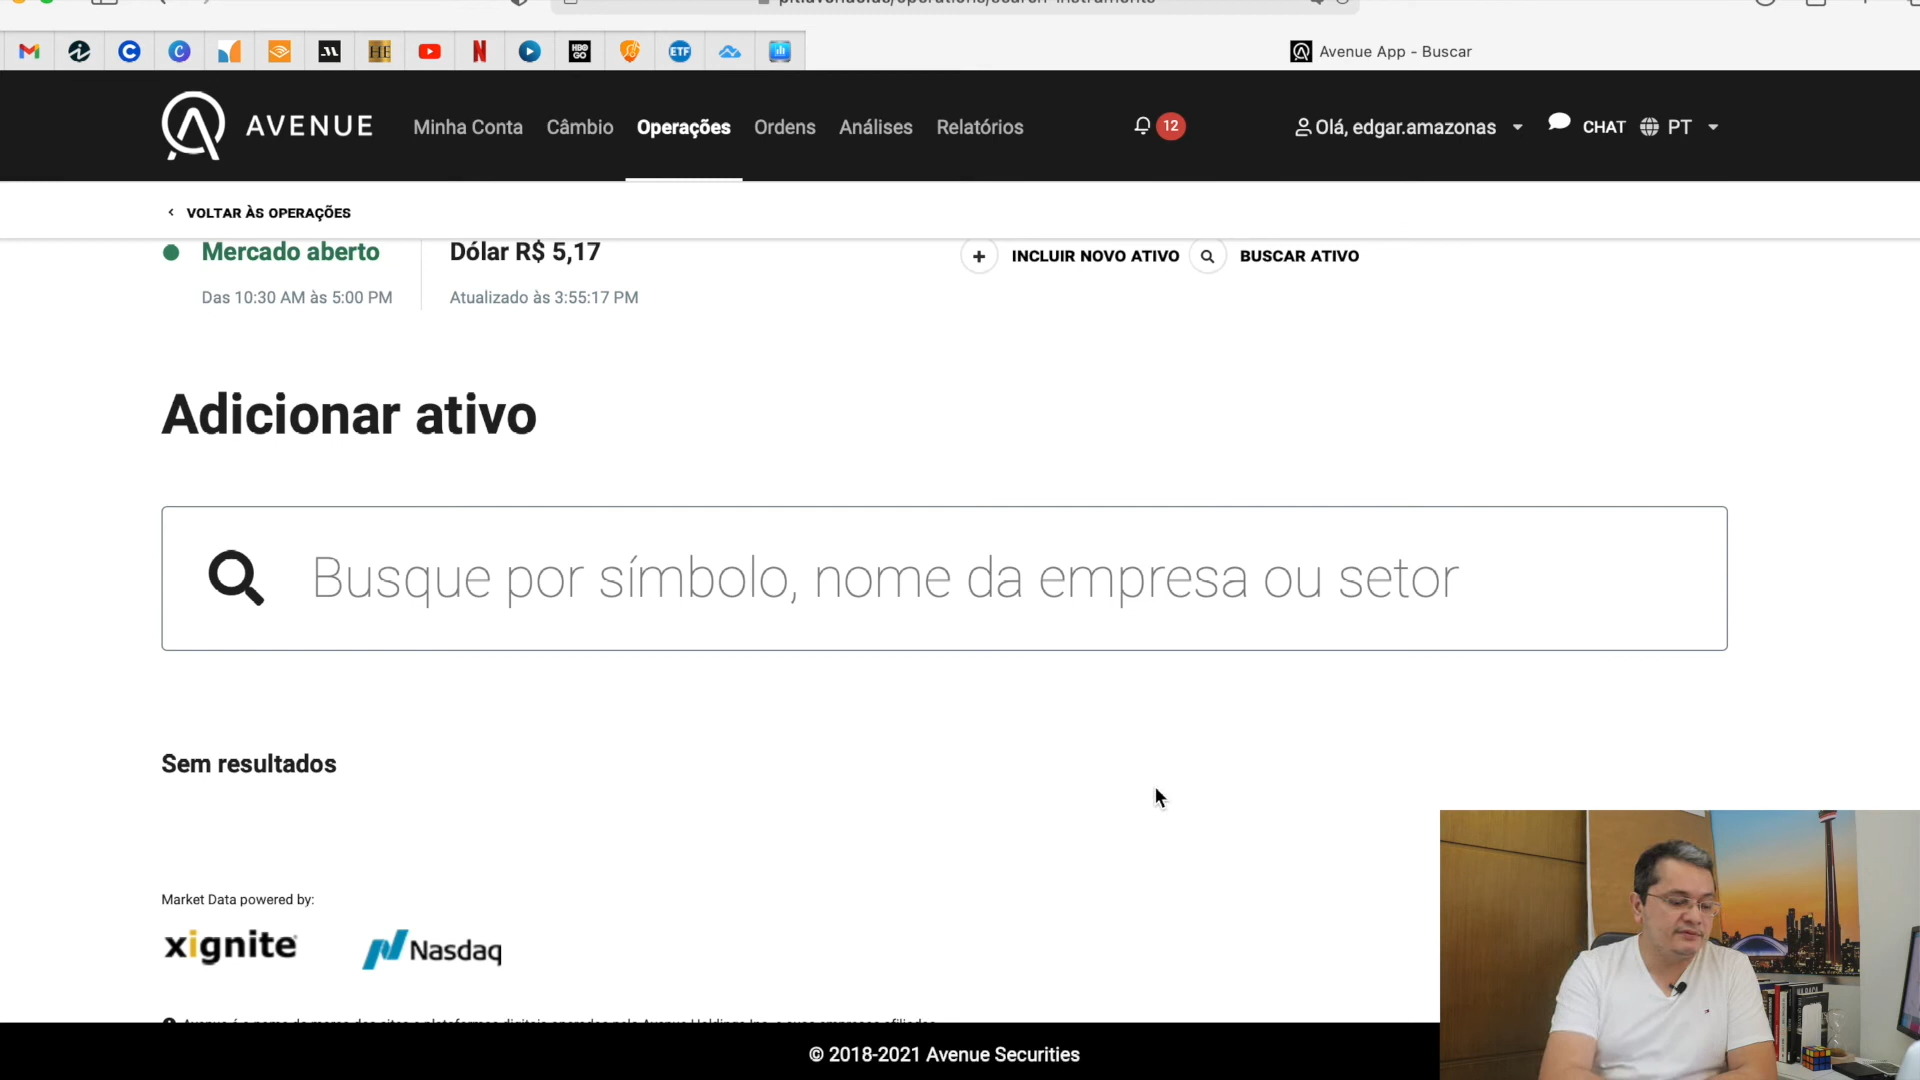 HBO
GO
ETF
Avenue App - Buscar
AVENUE
Minha Conta
Câmbio
Operações
Ordens
Análises
Relatórios
12
Olá, edgar.amazonas
CHAT
PT
VOLTAR ÀS OPERAÇÕES
Mercado aberto
Dólar R$ 5,17
INCLUIR NOVO ATIVO
BUSCAR ATIVO
Das 10:30 AM às 5:00 PM
Atualizado às 3:55:17 PM
Adicionar ativo
Busque por símbolo, nome da empresa ou setor
Sem resultados
Market Data powered by:
xignite
Nasdaq
© 2018-2021 Avenue Securities